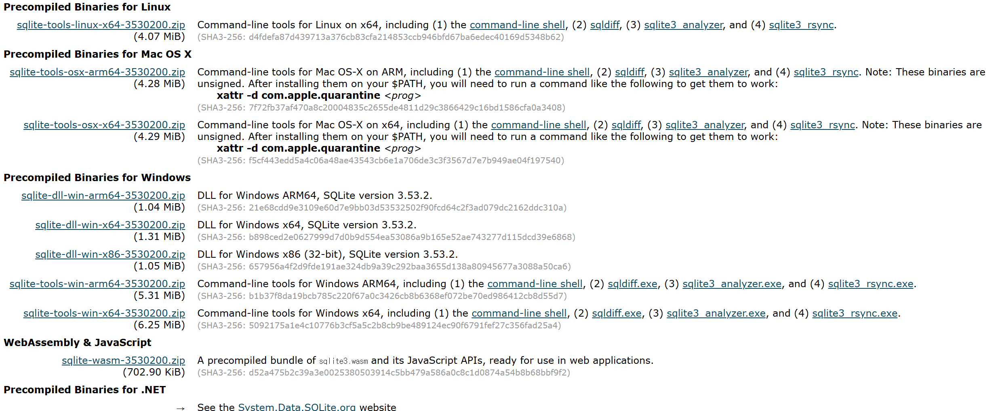 Precompiled Binaries for Linux
sqlite-tools-linux-x64-3530200.zip
(4.07 MiB)
Command-line tools for Linux on x64, including (1) the command-line shell, (2) sqldiff, (3) sqlite3_analyzer, and (4) sqlite3_rsync.
(SHA3-256: d4fdefa87d439713a376cb83cfa214853ccb946bfd67ba6edec40169d5348b62)
Precompiled Binaries for Mac OS X
sqlite-tools-osx-arm64-3530200.zip
(4.28 MiB)
Command-line tools for Mac OS-X on ARM, including (1) the command-line shell, (2) sqldiff, (3) sqlite3_analyzer, and (4) sqlite3_rsync. Note: These binaries are
unsigned. After installing them on your $PATH, you will need to run a command like the following to get them to work:
xattr -d com.apple.quarantine <prog>
(SHA3-256: 7f72fb37af470a8c20004835c2655de4811d29c3866429c16bd1586cfa0a3408)
sqlite-tools-osx-x64-3530200.zip
(4.29 MiB)
Command-line tools for Mac OS-X on x64, including (1) the command-line shell, (2) sqldiff, (3) sqlite3_analyzer, and (4) sqlite3_rsync. Note: These binaries are
unsigned. After installing them on your $PATH, you will need to run a command like the following to get them to work:
xattr -d com.apple.quarantine <prog>
(SHA3-256: f5cf443edd5a4c06a48ae43543cb6e1a706de3c3f3567d7e7b949ae04f197540)
Precompiled Binaries for Windows
sqlite-dll-win-arm64-3530200.zip
(1.04 MiB)
DLL for Windows ARM64, SQLite version 3.53.2.
(SHA3-256: 21e68cdd9e3109e60d7e9bb03d53532502f90fcd64c2f3ad079dc2162ddc310a)
sqlite-dll-win-x64-3530200.zip
(1.31 MiB)
DLL for Windows x64, SQLite version 3.53.2.
(SHA3-256: b898ced2e0627999d7d0b9d554ea53086a9b165e52ae743277d115dcd39e6868)
sqlite-dll-win-x86-3530200.zip
(1.05 MiB)
DLL for Windows x86 (32-bit), SQLite version 3.53.2.
(SHA3-256: 657956a4f2d9fde191ae324db9a39c292baa3655d138a80945677a3088a50ca6)
sqlite-tools-win-arm64-3530200.zip
(5.31 MiB)
Command-line tools for Windows ARM64, including (1) the command-line shell, (2) sqldiff.exe, (3) sqlite3_analyzer.exe, and (4) sqlite3_rsync.exe.
(SHA3-256: b1b37f8da19bcb785c220f67a0c3426cb8b6368ef072be70ed986412cb8d55d7)
sqlite-tools-win-x64-3530200.zip
(6.25 MiB)
Command-line tools for Windows x64, including (1) the command-line shell, (2) sqldiff.exe, (3) sqlite3_analyzer.exe, and (4) sqlite3_rsync.exe.
(SHA3-256: 5092175a1e4c10776b3cf5a5c2b8cb9be489124ec90f6791fef27c356fad25a4)
WebAssembly & JavaScript
sqlite-wasm-3530200.zip
(702.90 KiB)
A precompiled bundle of sqlite3.wasm and its JavaScript APIs, ready for use in web applications.
(SHA3-256: d52a475b2c39a3e0025380503914c5bb479a586a0c8c1d0874a54b8b68bbf9f2)
Precompiled Binaries for .NET
→
See the System.Data.SQLite.org website